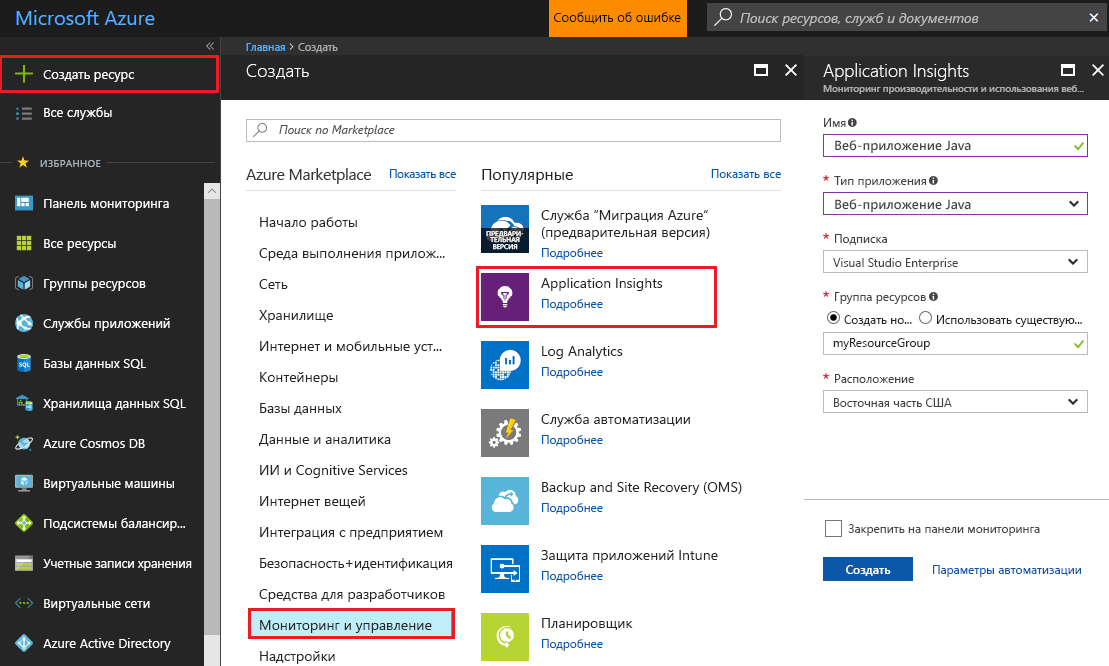 Microsoft Azure
Сообщить об ошибке
Поиск ресурсов, служб и документов
Создать ресурс
Все службы
ИЗБРАННОЕ
Панель мониторинга
Все ресурсы
Группы ресурсов
Службы приложений
Базы данных SQL
Хранилища данных SQL
Azure Cosmos DB
Виртуальные машины
Подсистемы балансир...
Учетные записи хранения
Виртуальные сети
Azure Active Directory
Главная > Создать
Создать
Поиск по Marketplace
Azure Marketplace
Показать все
Начало работы
Среда выполнения прилож...
Сеть
Хранилище
Интернет и мобильные уст...
Контейнеры
Базы данных
Данные и аналитика
ИИ и Cognitive Services
Интернет вещей
Интеграция с предприятием
Безопасность+идентификация
Средства для разработчиков
Мониторинг и управление
Надстройки
Популярные
Показать все
ПРЕДВАРИ-
ТЕЛЬНАЯ
ВЕРСИЯ
Служба "Миграция Azure"
(предварительная версия)
Подробнее
Application Insights
Подробнее
Log Analytics
Подробнее
Служба автоматизации
Подробнее
Backup and Site Recovery (OMS)
Подробнее
Защита приложений Intune
Подробнее
Планировщик
Подробнее
Application Insights
Мониторинг производительности и использования веб-...
Имя
Веб-приложение Java
* Тип приложения
Веб-приложение Java
* Подписка
Visual Studio Enterprise
* Группа ресурсов
Создать но... Использовать существую...
myResourceGroup
* Расположение
Восточная часть США
Закрепить на панели мониторинга
Создать
Параметры автоматизации